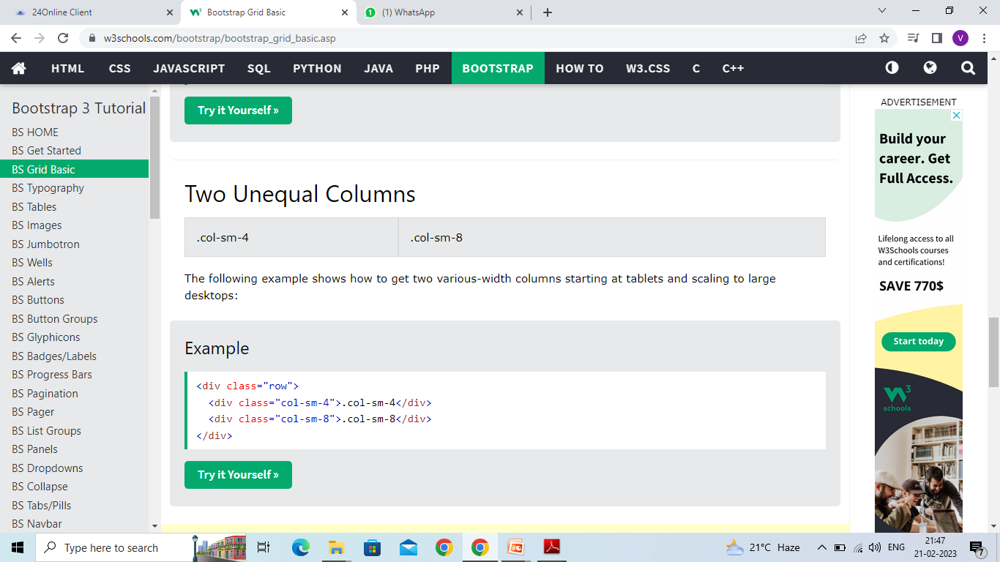 24Online Client
Bootstrap Grid Basic
(1) WhatsApp
w3schools.com/bootstrap/bootstrap_grid_basic.asp
V
HTML CSS JAVASCRIPT SQL PYTHON JAVA PHP BOOTSTRAP HOW TO W3.CSS C C++
Bootstrap 3 Tutorial
BS HOME
BS Get Started
BS Grid Basic
BS Typography
BS Tables
BS Images
BS Jumbotron
BS Wells
BS Alerts
BS Buttons
BS Button Groups
BS Glyphicons
BS Badges/Labels
BS Progress Bars
BS Pagination
BS Pager
BS List Groups
BS Panels
BS Dropdowns
BS Collapse
BS Tabs/Pills
BS Navbar
Try it Yourself »
Two Unequal Columns
.col-sm-4 .col-sm-8
The following example shows how to get two various-width columns starting at tablets and scaling to large
desktops:
Example
<div class="row">
  <div class="col-sm-4">.col-sm-4</div>
  <div class="col-sm-8">.col-sm-8</div>
</div>
Try it Yourself »
ADVERTISEMENT
Build your
career. Get
Full Access.
Lifelong access to all
W3Schools courses
and certifications!
SAVE 770$
Start today
W3
schools
Type here to search
21°C Haze
ENG
21:47
21-02-2023
7